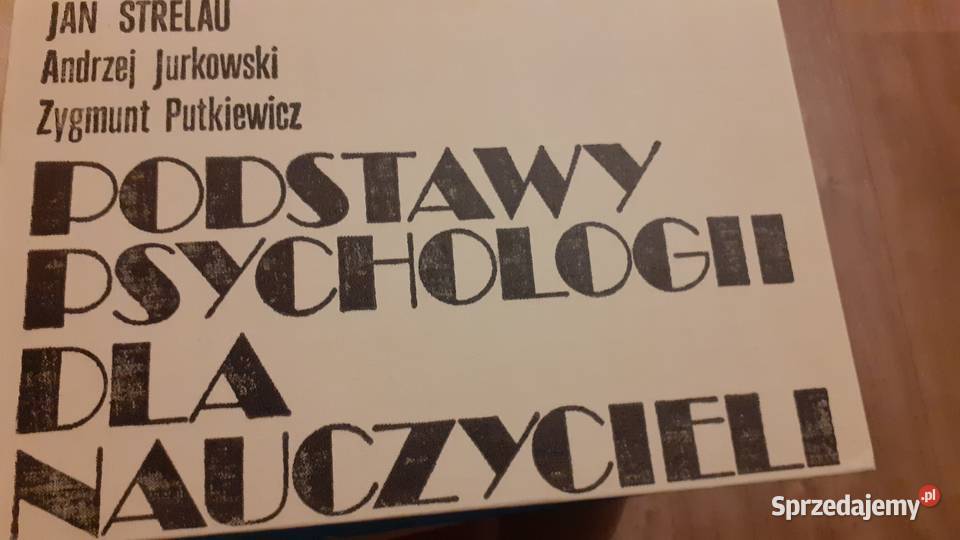 JAN STRELAU
Andrzej Jurkowski
Zygmunt Putkiewicz
PODSTAWY
PSYCHOLOGII
DLA
NAUCZYCIELI
Sprzedajemy.pl